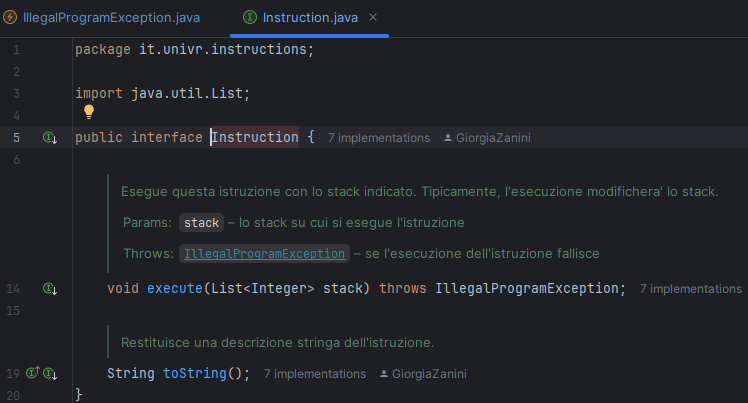 IllegalProgramException.java Instruction.java
1 package it.univr.instructions;
2
3 import java.util.List;
4
5 public interface Instruction { 7 implementations GiorgiaZanini
6
Esegue questa istruzione con lo stack indicato. Tipicamente, l'esecuzione modifichera' lo stack.
Params: stack – lo stack su cui si esegue l'istruzione
Throws: IllegalProgramException – se l'esecuzione dell'istruzione fallisce
14 void execute(List<Integer> stack) throws IllegalProgramException; 7 implementations
15
Restituisce una descrizione stringa dell'istruzione.
19 String toString(); 7 implementations GiorgiaZanini
20 }